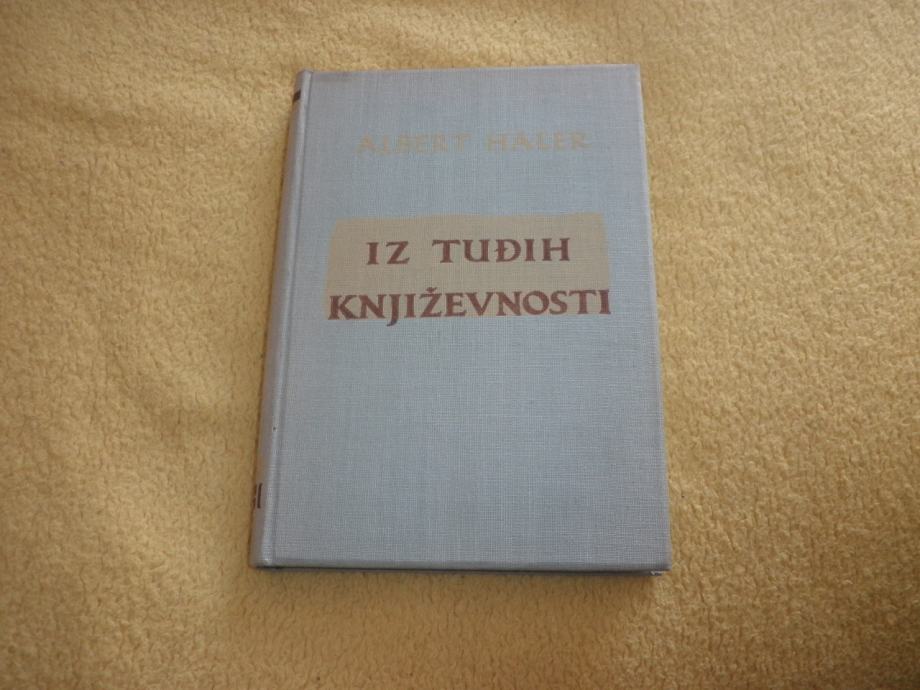 ALBERT HALER
IZ TUĐIH
KNJIŽEVNOSTI